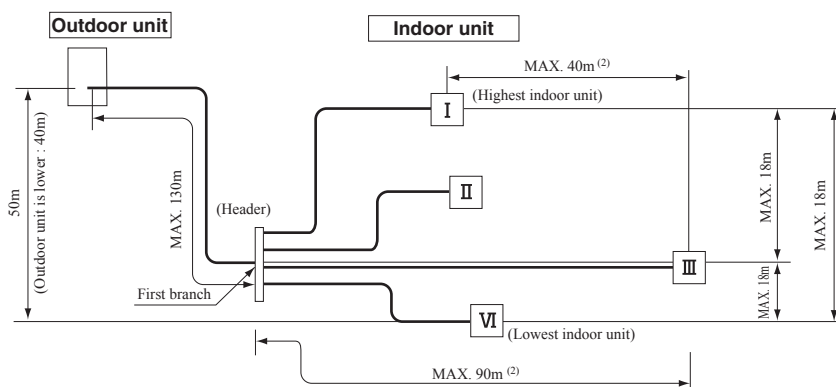 Outdoor unit
Indoor unit
MAX. 40m (2)
I
(Highest indoor unit)
50m
(Outdoor unit is lower : 40m)
MAX. 130m
(Header)
II
MAX. 18m
MAX. 18m
First branch
III
MAX. 18m
VI
(Lowest indoor unit)
MAX. 90m (2)